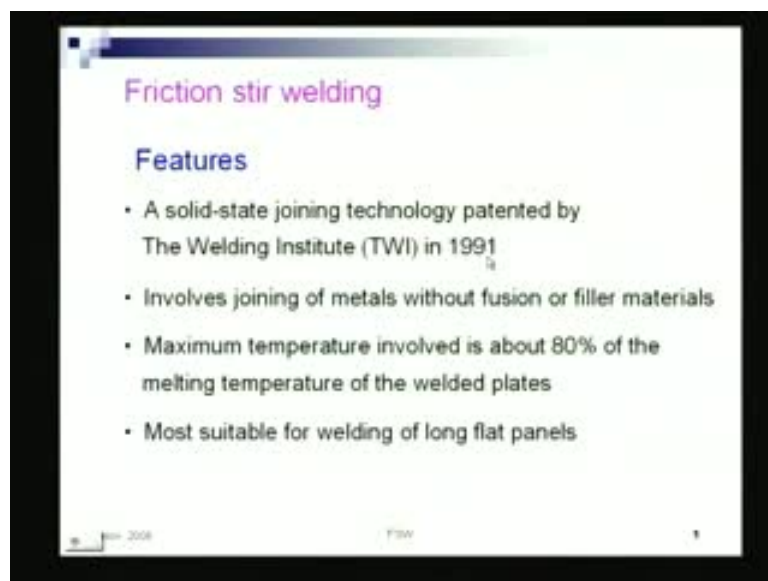 Friction stir welding
Features
• A solid-state joining technology patented by
The Welding Institute (TWI) in 1991
• Involves joining of metals without fusion or filler materials
• Maximum temperature involved is about 80% of the
melting temperature of the welded plates
• Most suitable for welding of long flat panels
2008
FSW